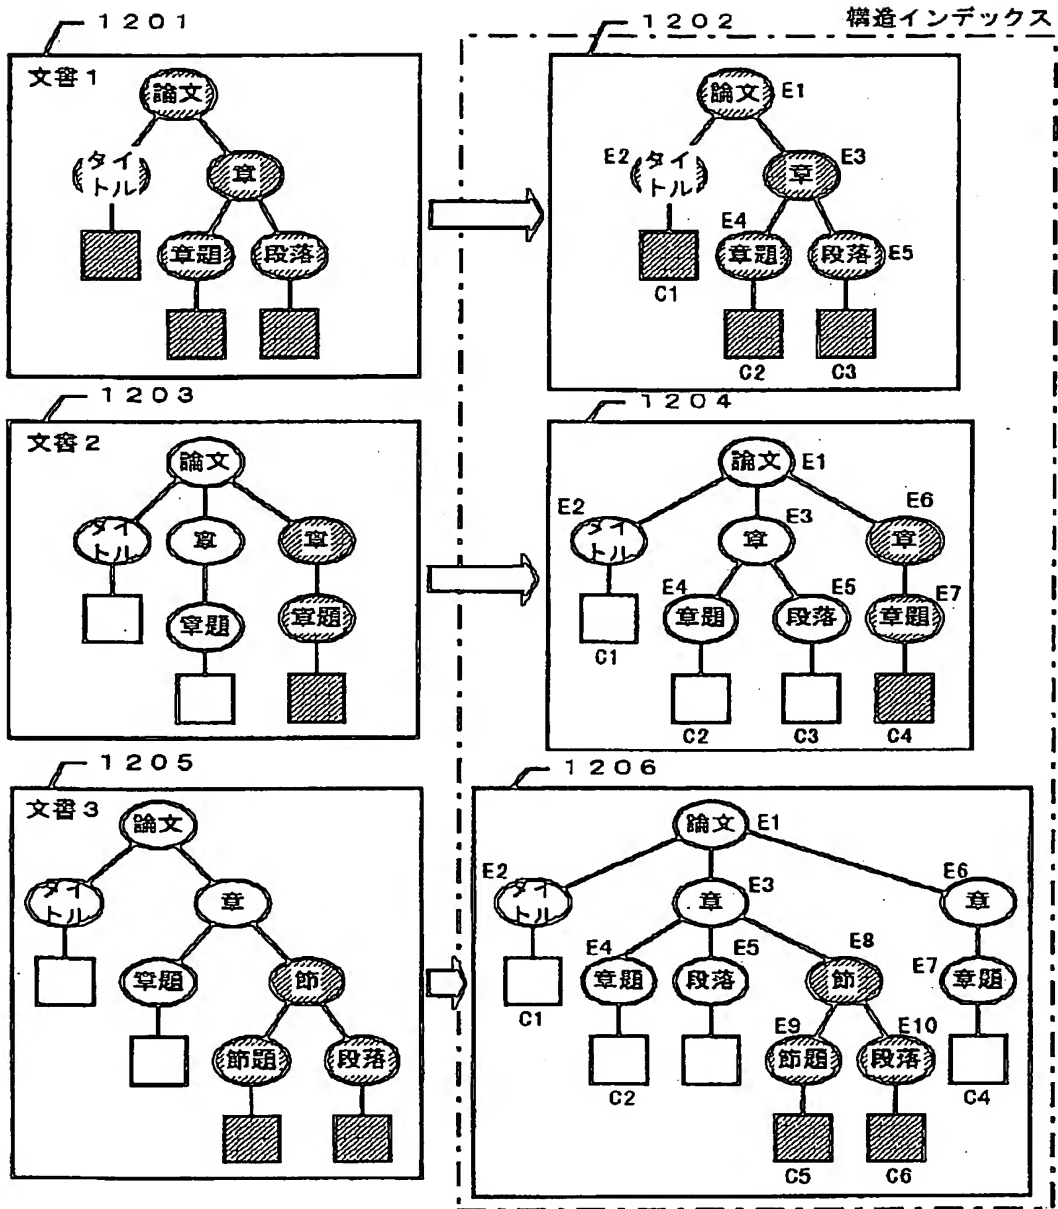 1201
1202
構造インデックス
文書1
論文
タイトル
章
章題
段落
論文
E1
E2
タイトル
E3
章
E4
章題
段落
E5
C1
C2
C3
1203
1204
文書2
論文
タイトル
章
章
章題
章題
論文
E1
E2
タイトル
E3
章
E6
章
E4
章題
E5
段落
章題
E7
C1
C2
C3
C4
1205
1206
文書3
論文
タイトル
章
章題
節
節題
段落
論文
E1
E2
タイトル
章
E3
E6
章
E4
章題
E5
段落
E8
節
E7
章題
E9
節題
E10
段落
C1
C2
C4
C5
C6